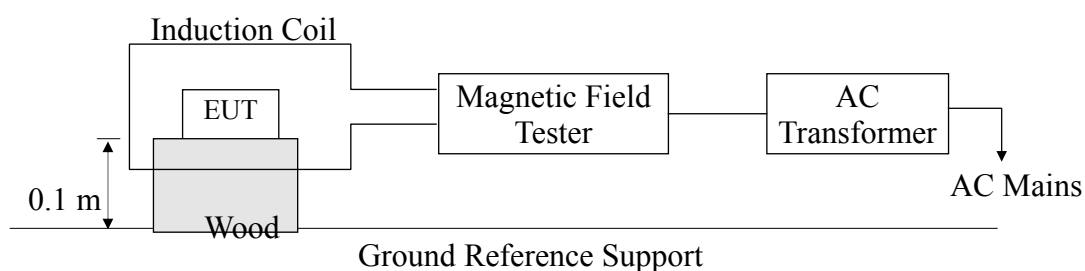 Induction Coil
EUT
Magnetic Field
Tester
AC
Transformer
AC Mains
0.1 m
Wood
Ground Reference Support